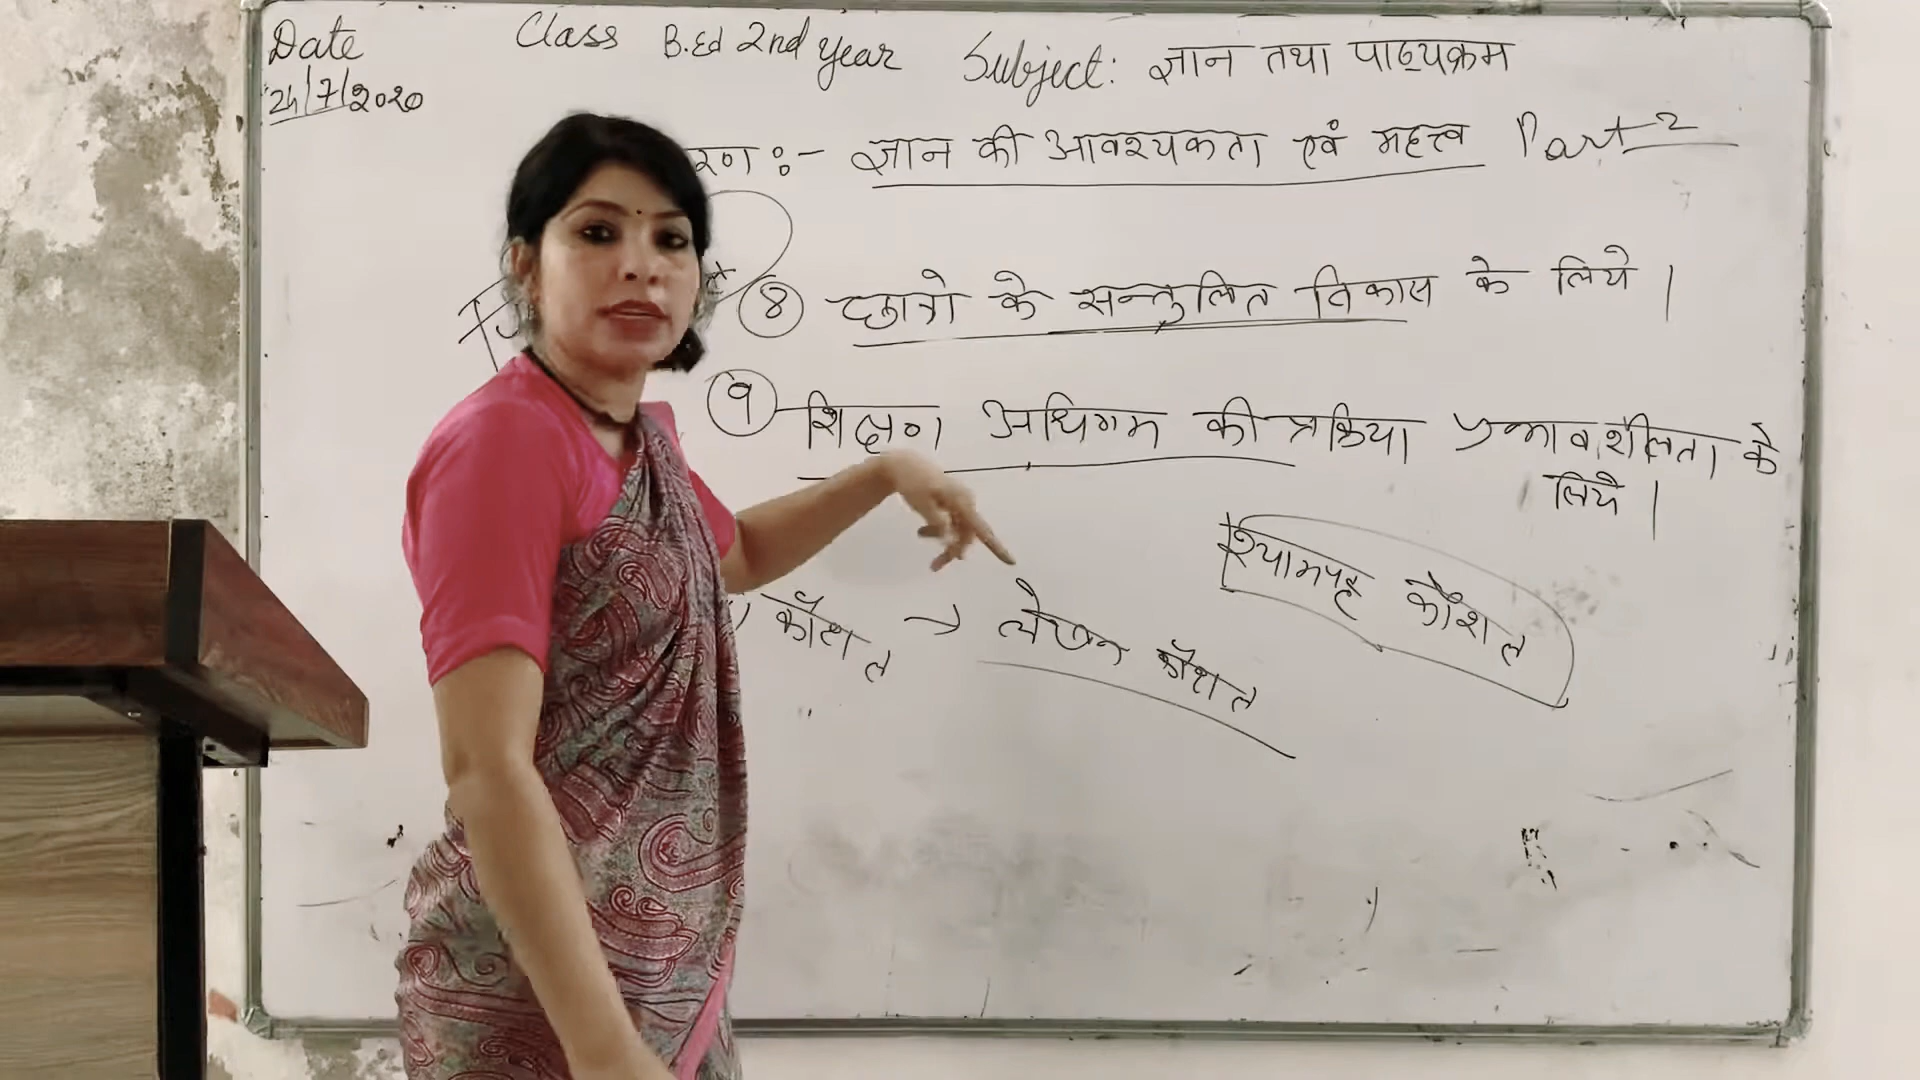 Date Class B.Ed 2nd Year Subject: ज्ञान तथा पाठ्यक्रम
24/7/2020
रण :- ज्ञान की आवश्यकता एवं महत्व Part-2
8 छात्रो के सन्तुलित विकास के लिये।
9 शिक्षण अधिगम की प्रक्रिया प्रभावशीलता के
लिये।
श्यामपट्ट कौशल
कौशल → लेखन कौशल